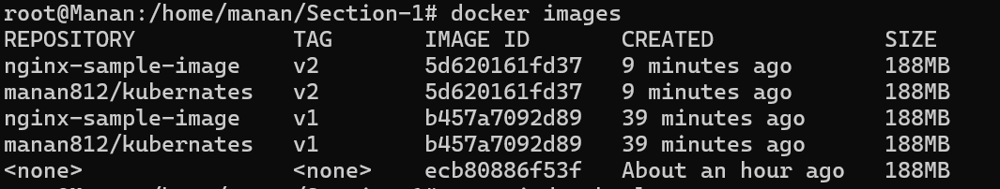 root@Manan:/home/manan/Section-1# docker images
REPOSITORY TAG IMAGE ID CREATED SIZE
nginx-sample-image v2 5d620161fd37 9 minutes ago 188MB
manan812/kubernates v2 5d620161fd37 9 minutes ago 188MB
nginx-sample-image v1 b457a7092d89 39 minutes ago 188MB
manan812/kubernates v1 b457a7092d89 39 minutes ago 188MB
<none> <none> ecb80886f53f About an hour ago 188MB